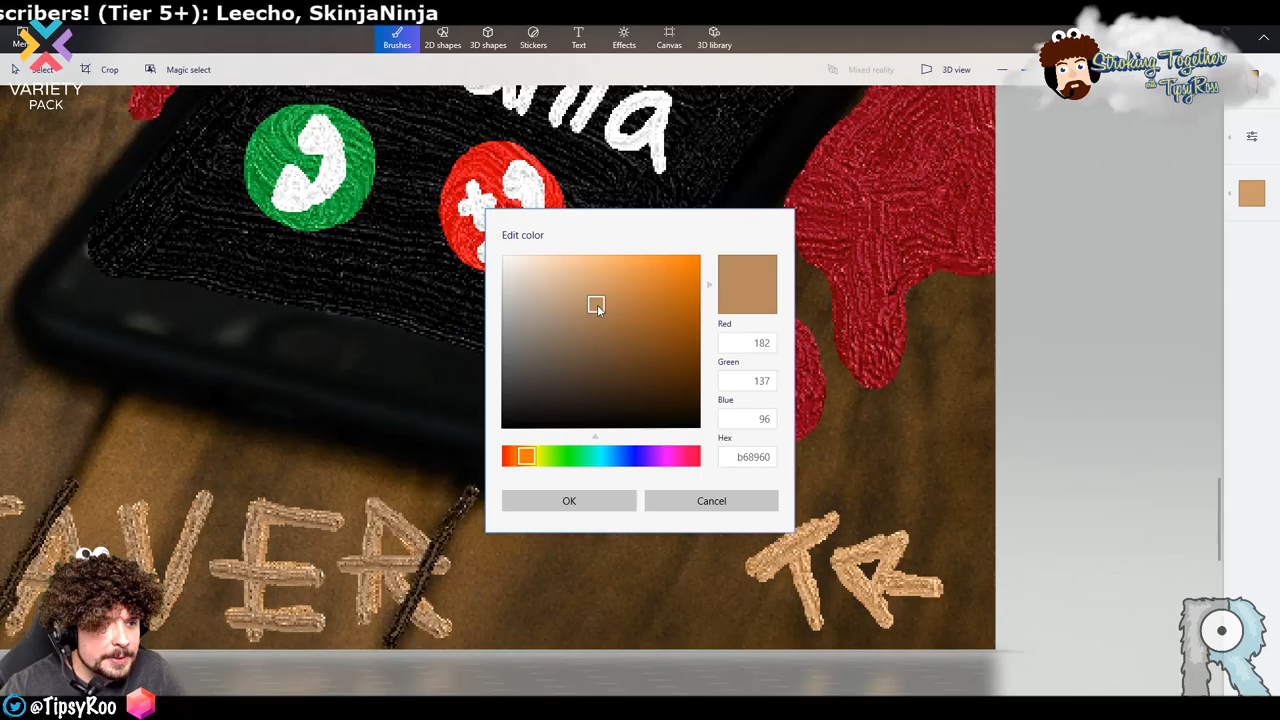 scribers! (Tier 5+): Leecho, SkinjaNinja
Brushes
2D shapes
3D shapes
Stickers
Text
Effects
Canvas
3D library
Select
Crop
Magic select
Mixed reality
3D view
VARIETY
PACK
Stroking Together
with TipsyRoss
Edit color
Red
182
Green
137
Blue
96
Hex
b68960
OK
Cancel
AVER
TR
@TipsyRoo